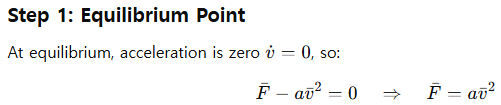 Step 1: Equilibrium Point
At equilibrium, acceleration is zero v̇ = 0, so:
F̄ − av̄² = 0 ⇒ F̄ = av̄²